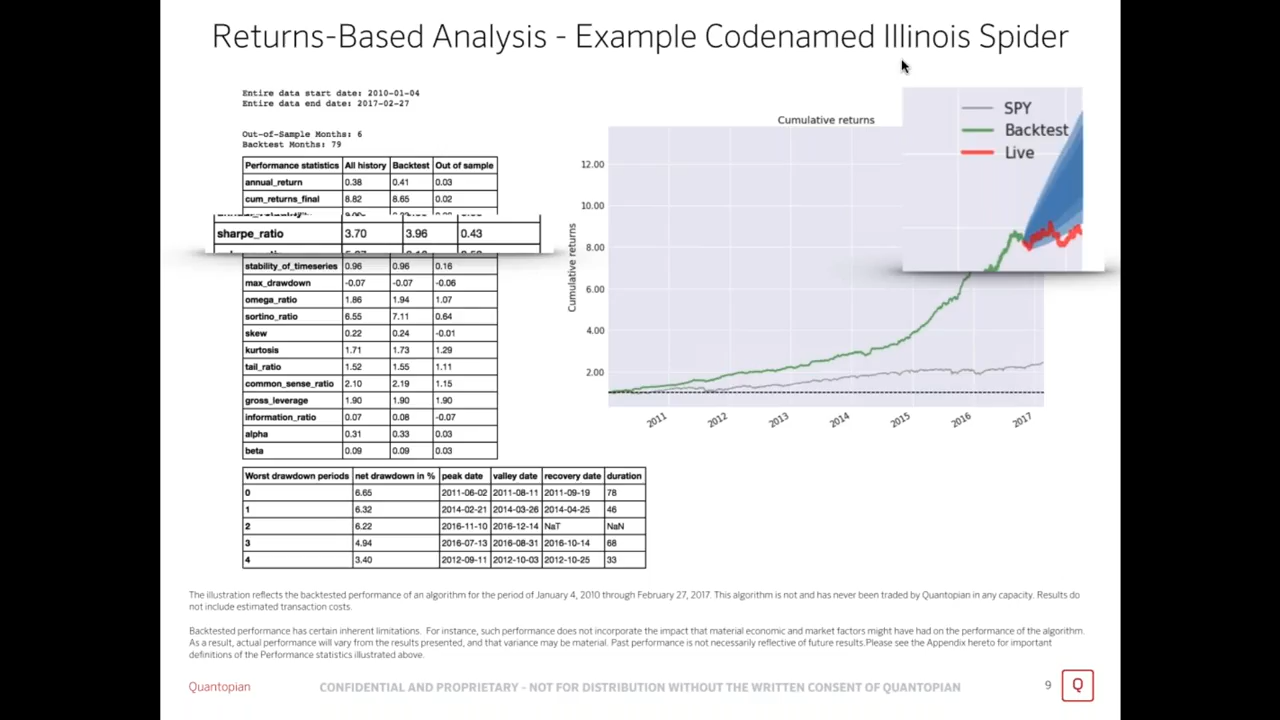 Returns-Based Analysis - Example Codenamed Illinois Spider
Entire data start date: 2010-01-04
Entire data end date: 2017-02-27
Out-of-Sample Months: 6
Backtest Months: 79
Performance statistics All history Backtest Out of sample
annual_return 0.38 0.41 0.03
cum_returns_final 8.82 8.65 0.02
sharpe_ratio 3.70 3.96 0.43
stability_of_timeseries 0.96 0.96 0.16
max_drawdown -0.07 -0.07 -0.06
omega_ratio 1.86 1.94 1.07
sortino_ratio 6.55 7.11 0.64
skew 0.22 0.24 -0.01
kurtosis 1.71 1.73 1.29
tail_ratio 1.52 1.55 1.11
common_sense_ratio 2.10 2.19 1.15
gross_leverage 1.90 1.90 1.90
information_ratio 0.07 0.08 -0.07
alpha 0.31 0.33 0.03
beta 0.09 0.09 0.03
Worst drawdown periods net drawdown in % peak date valley date recovery date duration
0 6.65 2011-06-02 2011-08-11 2011-09-19 78
1 6.32 2014-02-21 2014-03-26 2014-04-25 46
2 6.22 2016-11-10 2016-12-14 NaT NaN
3 4.94 2016-07-13 2016-08-31 2016-10-14 68
4 3.40 2012-09-11 2012-10-03 2012-10-25 33
Cumulative returns
SPY
Backtest
Live
Cumulative returns
12.00
10.00
8.00
6.00
4.00
2.00
2011 2012 2013 2014 2015 2016 2017
The illustration reflects the backtested performance of an algorithm for the period of January 4, 2010 through February 27, 2017. This algorithm is not and has never been traded by Quantopian in any capacity. Results do
not include estimated transaction costs.
Backtested performance has certain inherent limitations. For instance, such performance does not incorporate the impact that material economic and market factors might have had on the performance of the algorithm.
As a result, actual performance will vary from the results presented, and that variance may be material. Past performance is not necessarily reflective of future results.Please see the Appendix hereto for important
definitions of the Performance statistics illustrated above.
Quantopian
CONFIDENTIAL AND PROPRIETARY - NOT FOR DISTRIBUTION WITHOUT THE WRITTEN CONSENT OF QUANTOPIAN
9
Q